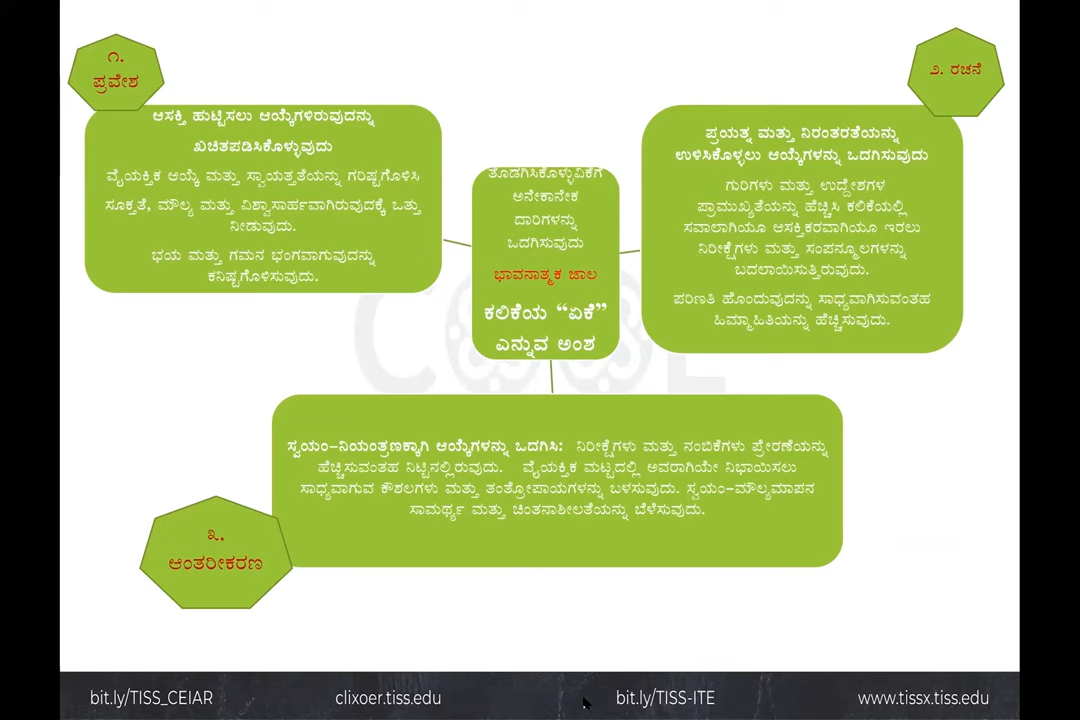 ೧.
ಪ್ರವೇಶ
ಆಸಕ್ತಿ ಹುಟ್ಟಿಸಲು ಆಯ್ಕೆಗಳಿರುವುದನ್ನು
ಖಚಿತಪಡಿಸಿಕೊಳ್ಳುವುದು
ವೈಯಕ್ತಿಕ ಆಯ್ಕೆ ಮತ್ತು ಸ್ವಾಯತ್ತತೆಯನ್ನು ಗರಿಷ್ಟಗೊಳಿಸಿ
ಸೂಕ್ತತೆ, ಮೌಲ್ಯ ಮತ್ತು ವಿಶ್ವಾಸಾರ್ಹವಾಗಿರುವುದಕ್ಕೆ ಒತ್ತು
ನೀಡುವುದು.
ಭಯ ಮತ್ತು ಗಮನ ಭಂಗವಾಗುವುದನ್ನು
ಕನಿಷ್ಟಗೊಳಿಸುವುದು.
ತೊಡಗಿಸಿಕೊಳ್ಳುವಿಕೆಗೆ
ಅನೇಕಾನೇಕ
ದಾರಿಗಳನ್ನು
ಒದಗಿಸುವುದು
ಭಾವನಾತ್ಮಕ ಜಾಲ
ಕಲಿಕೆಯ “ಏಕೆ”
ಎನ್ನುವ ಅಂಶ
೨. ರಚನೆ
ಪ್ರಯತ್ನ ಮತ್ತು ನಿರಂತರತೆಯನ್ನು
ಉಳಿಸಿಕೊಳ್ಳಲು ಆಯ್ಕೆಗಳನ್ನು ಒದಗಿಸುವುದು
ಗುರಿಗಳು ಮತ್ತು ಉದ್ದೇಶಗಳ
ಪ್ರಾಮುಖ್ಯತೆಯನ್ನು ಹೆಚ್ಚಿಸಿ ಕಲಿಕೆಯಲ್ಲಿ
ಸವಾಲಾಗಿಯೂ ಆಸಕ್ತಿಕರವಾಗಿಯೂ ಇರಲು
ನಿರೀಕ್ಷೆಗಳು ಮತ್ತು ಸಂಪನ್ಮೂಲಗಳನ್ನು
ಬದಲಾಯಿಸುತ್ತಿರುವುದು.
ಪರಿಣತಿ ಹೊಂದುವುದನ್ನು ಸಾಧ್ಯವಾಗಿಸುವಂತಹ
ಹಿಮ್ಮಾಹಿತಿಯನ್ನು ಹೆಚ್ಚಿಸುವುದು.
ಸ್ವಯಂ-ನಿಯಂತ್ರಣಕ್ಕಾಗಿ ಆಯ್ಕೆಗಳನ್ನು ಒದಗಿಸಿ: ನಿರೀಕ್ಷೆಗಳು ಮತ್ತು ನಂಬಿಕೆಗಳು ಪ್ರೇರಣೆಯನ್ನು
ಹೆಚ್ಚಿಸುವಂತಹ ನಿಟ್ಟಿನಲ್ಲಿರುವುದು. ವೈಯಕ್ತಿಕ ಮಟ್ಟದಲ್ಲಿ ಅವರಾಗಿಯೇ ನಿಭಾಯಿಸಲು
ಸಾಧ್ಯವಾಗುವ ಕೌಶಲಗಳು ಮತ್ತು ತಂತ್ರೋಪಾಯಗಳನ್ನು ಬಳಸುವುದು. ಸ್ವಯಂ-ಮೌಲ್ಯಮಾಪನ
ಸಾಮರ್ಥ್ಯ ಮತ್ತು ಚಿಂತನಾಶೀಲತೆಯನ್ನು ಬೆಳೆಸುವುದು.
೩.
ಆಂತರೀಕರಣ
bit.ly/TISS_CEIAR
clixoer.tiss.edu
bit.ly/TISS-ITE
www.tissx.tiss.edu